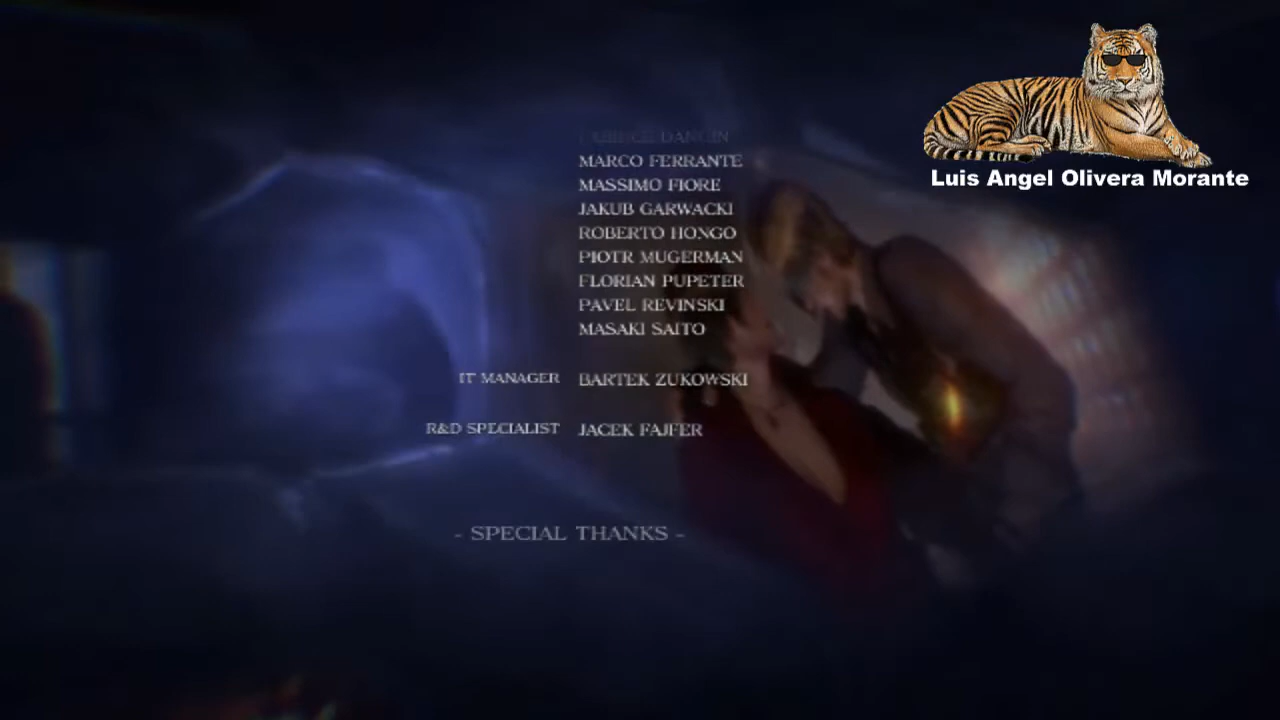 Luis Angel Olivera Morante
DANCIN
MARCO FERRANTE
MASSIMO FIORE
JAKUB GARWACKI
ROBERTO HONGO
PIOTR MUGERMAN
FLORIAN PUPETER
PAVEL REVINSKI
MASAKI SAITO
IT MANAGER BARTEK ZUKOWSKI
R&D SPECIALIST JACEK FAJFER
- SPECIAL THANKS -